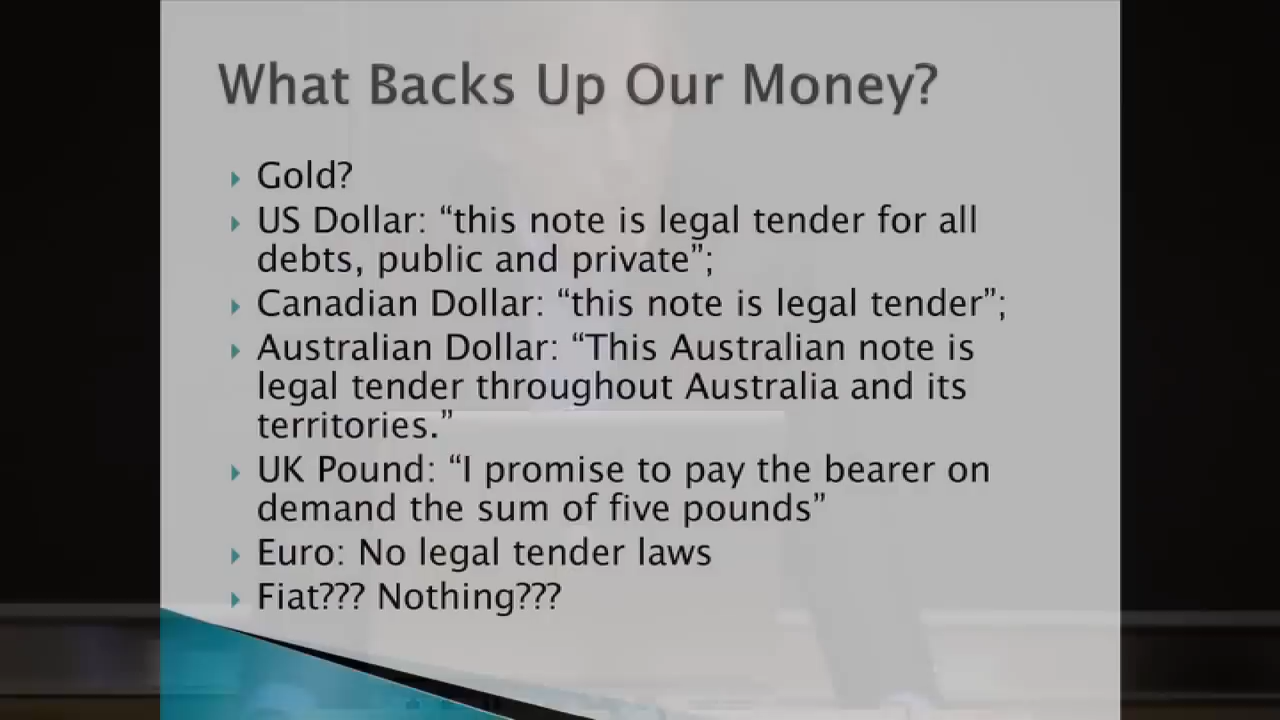 What Backs Up Our Money?
Gold?
US Dollar: “this note is legal tender for all
debts, public and private”;
Canadian Dollar: “this note is legal tender”;
Australian Dollar: “This Australian note is
legal tender throughout Australia and its
territories.”
UK Pound: “I promise to pay the bearer on
demand the sum of five pounds”
Euro: No legal tender laws
Fiat??? Nothing???